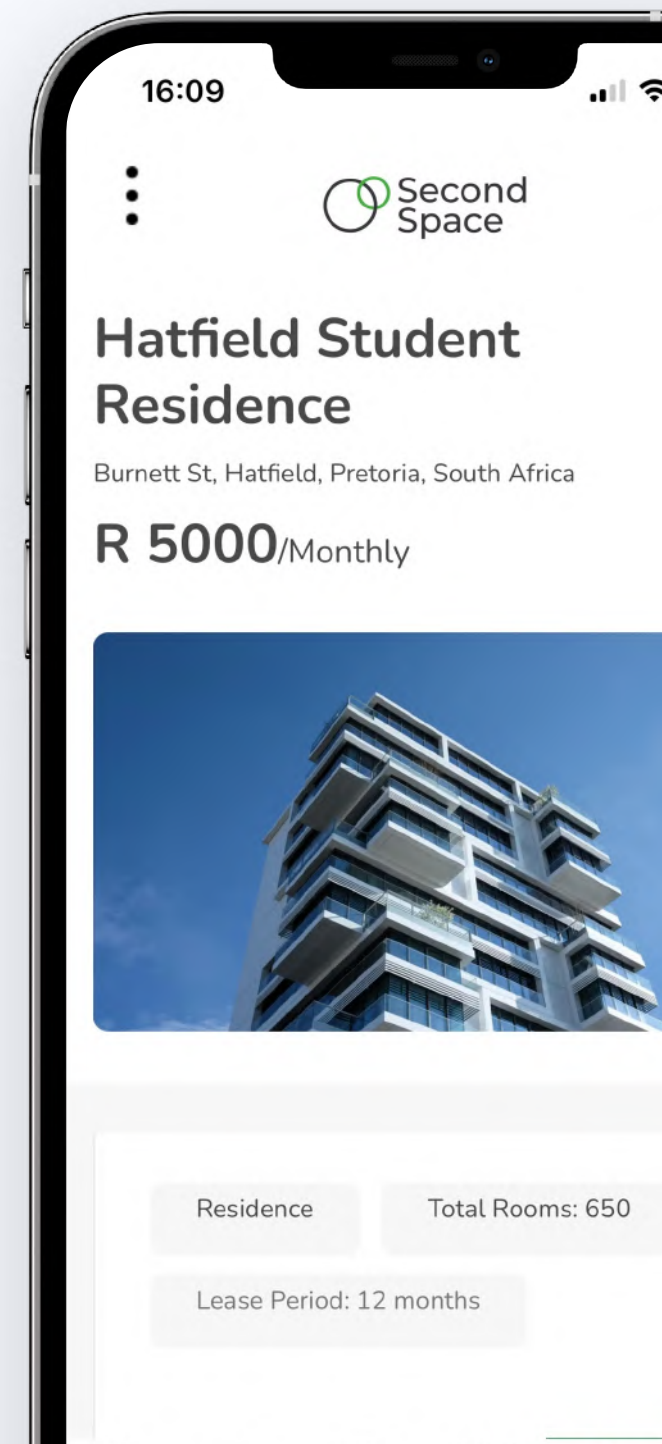 16:09
Second
Space
Hatfield Student
Residence
Burnett St, Hatfield, Pretoria, South Africa
R 5000/Monthly
Residence
Total Rooms: 650
Lease Period: 12 months